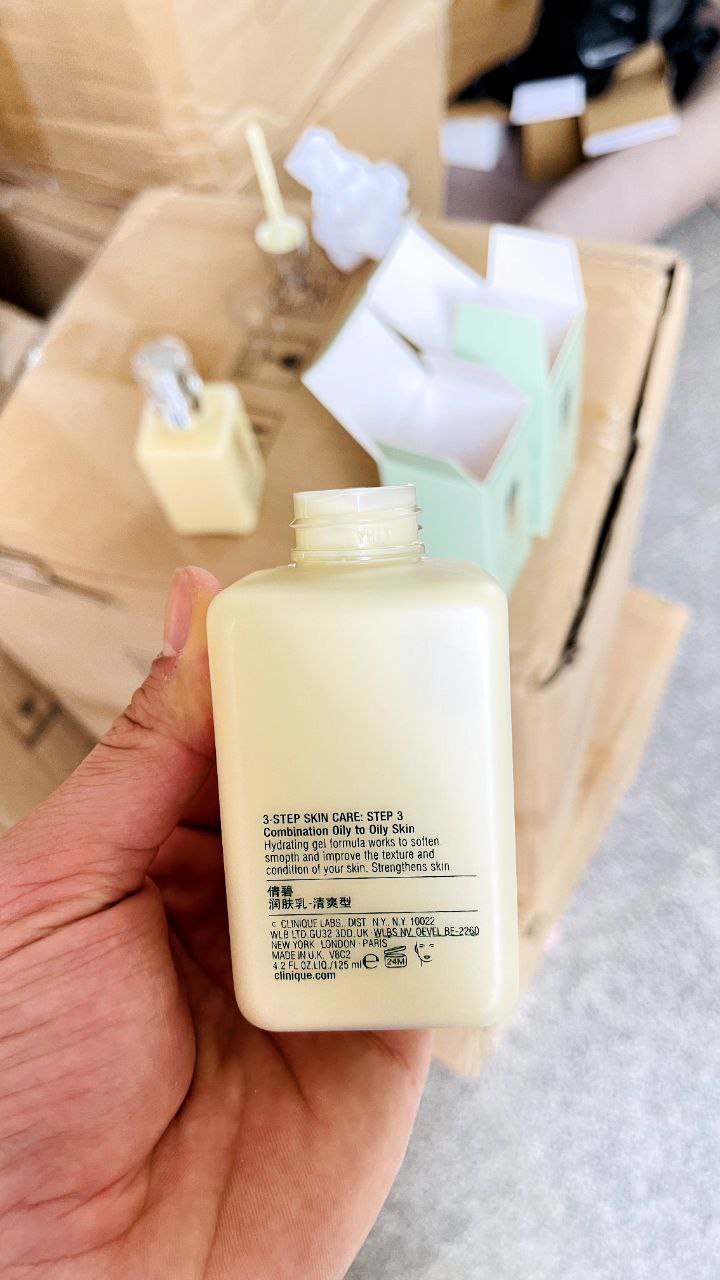 3-STEP SKIN CARE: STEP 3
Combination Oily to Oily Skin
Hydrating gel formula works to soften
smooth and improve the texture and
condition of your skin. Strengthens skin
倩碧
润肤乳-清爽型
c CLINIQUE LABS., DIST N.Y., N.Y. 10022
WLB LTD.GU32 3DD.UK·WLBS NV. OEVEL BE-2260
NEW YORK LONDON·PARIS
MADE IN U.K. V8C2
4.2 FL.OZ.LIQ./125 ml e 24M
clinique.com